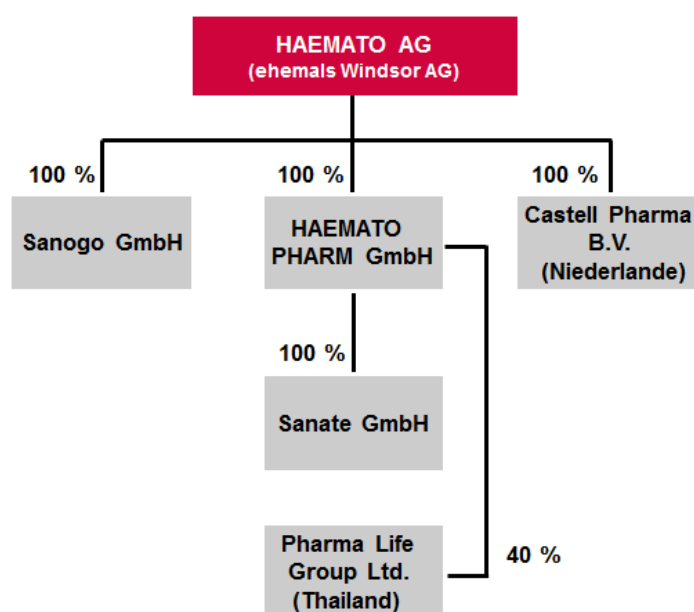 HAEMATO AG
(ehemals Windsor AG)
100 %
100 %
100 %
Sanogo GmbH
HAEMATO
PHARM GmbH
Castell Pharma
B.V.
(Niederlande)
100 %
Sanate GmbH
Pharma Life
Group Ltd.
(Thailand)
40 %